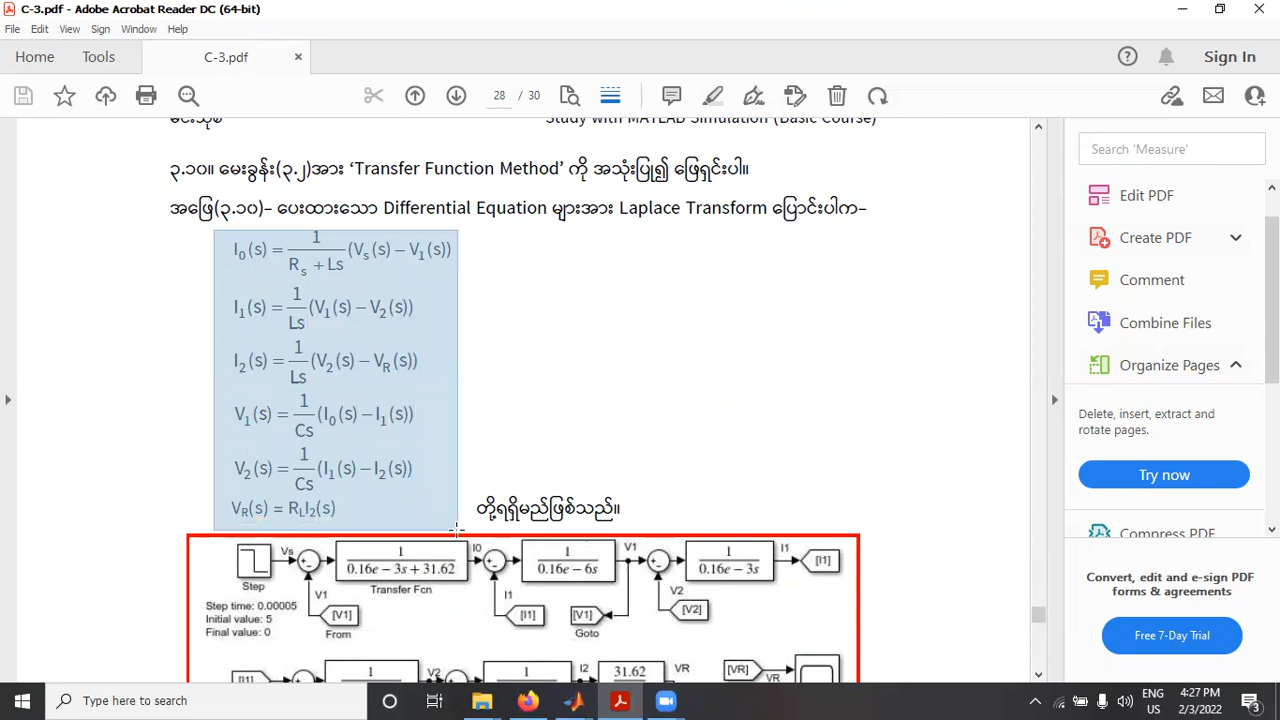 C-3.pdf - Adobe Acrobat Reader DC (64-bit)
File Edit View Sign Window Help
Home Tools C-3.pdf × Sign In
28 / 30
Study with MATLAB Simulation (Basic Course)
၃.၁၀။ မေးခွန်း(၃.၂)အား ‘Transfer Function Method’ ကို အသုံးပြု၍ ဖြေရှင်းပါ။
အဖြေ(၃.၁၀)– ပေးထားသော Differential Equation များအား Laplace Transform ပြောင်းပါက–
I₀(s) = 1/(Rₛ + Ls) (Vₛ(s) − V₁(s))
I₁(s) = 1/Ls (V₁(s) − V₂(s))
I₂(s) = 1/Ls (V₂(s) − V_R(s))
V₁(s) = 1/Cs (I₀(s) − I₁(s))
V₂(s) = 1/Cs (I₁(s) − I₂(s))
V_R(s) = R_L I₂(s) တို့ရရှိမည်ဖြစ်သည်။
Vs 1/(0.16e − 3s + 31.62) I0 1/(0.16e − 6s) V1 1/(0.16e − 3s) I1 [I1]
Step Transfer Fcn
V1 I1 V2
[V1] [I1] [V1] [V2]
From Goto
Step time: 0.00005
Initial value: 5
Final value: 0
[I1] 1 V2 1 I2 31.62 VR [VR] VR
Search 'Measure'
Edit PDF
Create PDF
Comment
Combine Files
Organize Pages
Delete, insert, extract and
rotate pages.
Try now
Compress PDF
Convert, edit and e-sign PDF
forms & agreements
Free 7-Day Trial
Type here to search
ENG
US
4:27 PM
2/3/2022
3